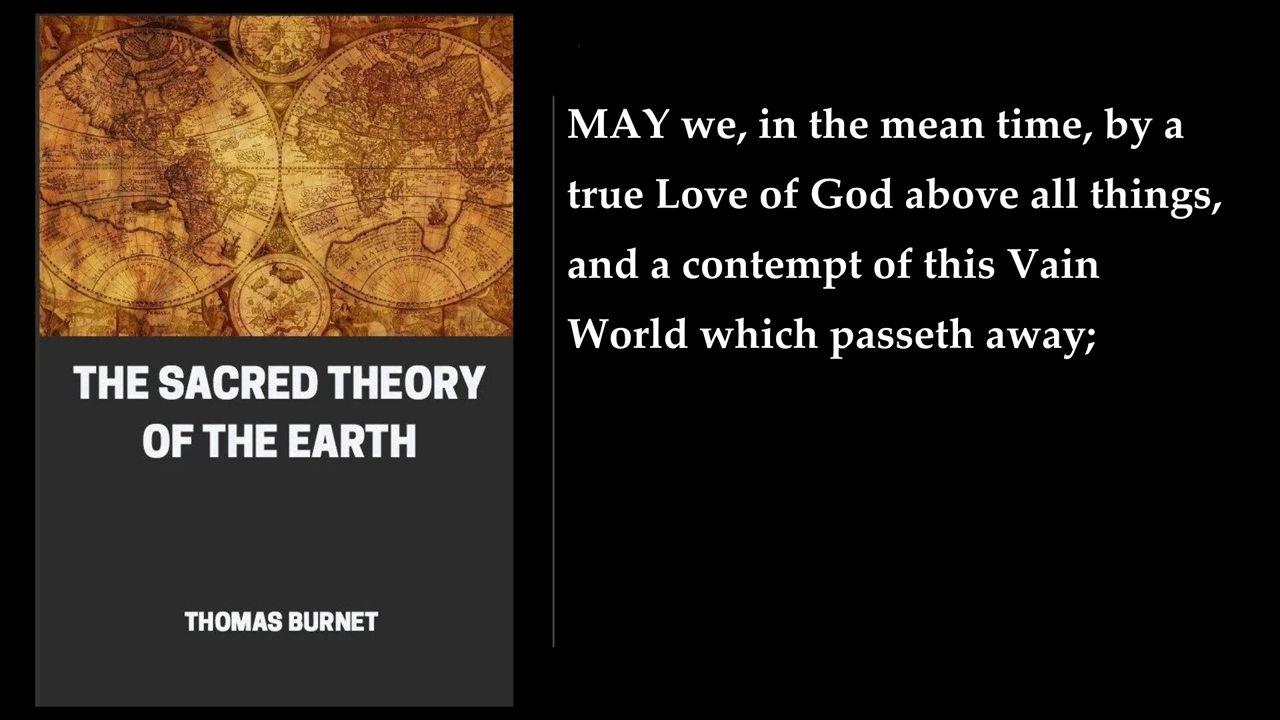 THE SACRED THEORY
OF THE EARTH
THOMAS BURNET
MAY we, in the mean time, by a
true Love of God above all things,
and a contempt of this Vain
World which passeth away;